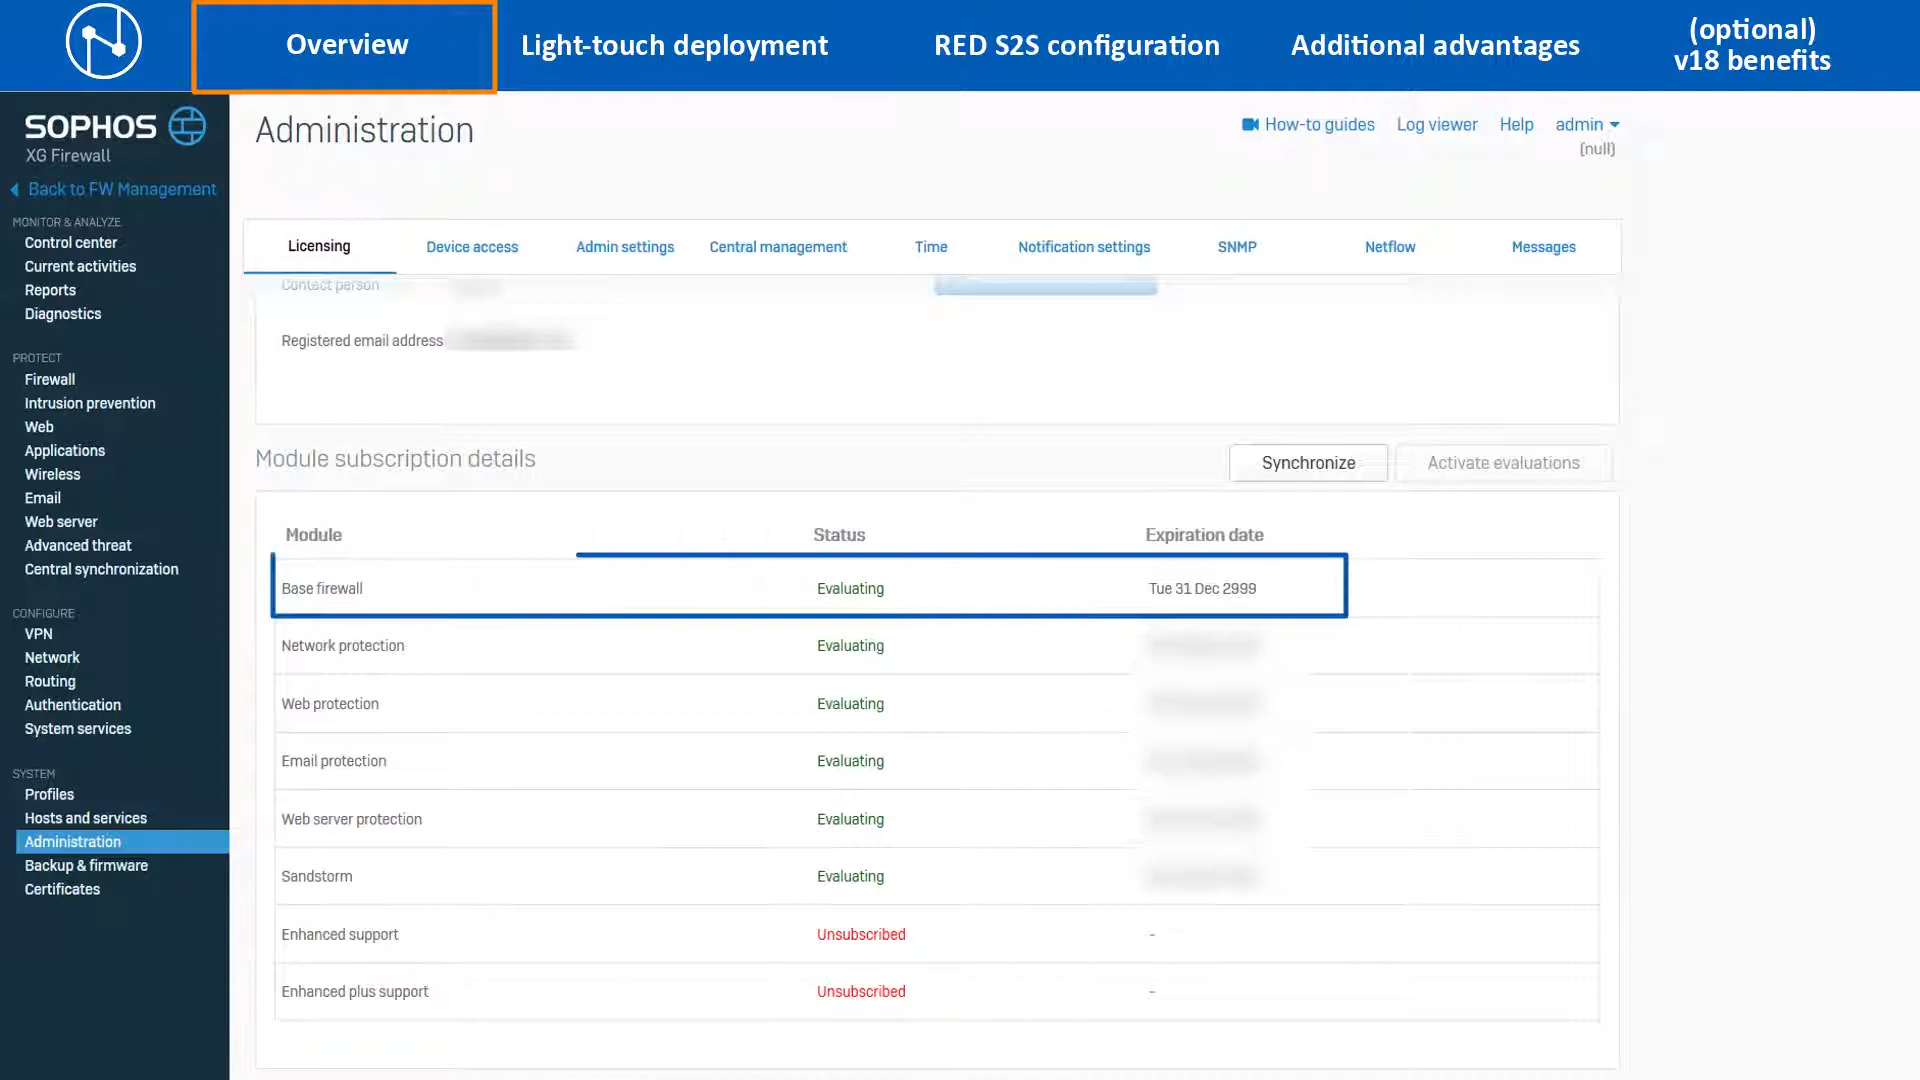 Overview
Light-touch deployment
RED S2S configuration
Additional advantages
(optional)
v18 benefits
SOPHOS
XG Firewall
Back to FW Management
MONITOR & ANALYZE
Control center
Current activities
Reports
Diagnostics
PROTECT
Firewall
Intrusion prevention
Web
Applications
Wireless
Email
Web server
Advanced threat
Central synchronization
CONFIGURE
VPN
Network
Routing
Authentication
System services
SYSTEM
Profiles
Hosts and services
Administration
Backup & firmware
Certificates
Administration
How-to guides Log viewer Help admin
(null)
Licensing Device access Admin settings Central management Time Notification settings SNMP Netflow Messages
Contact person
Registered email address
Module subscription details
Synchronize
Activate evaluations
Module Status Expiration date
Base firewall Evaluating Tue 31 Dec 2999
Network protection Evaluating
Web protection Evaluating
Email protection Evaluating
Web server protection Evaluating
Sandstorm Evaluating
Enhanced support Unsubscribed -
Enhanced plus support Unsubscribed -